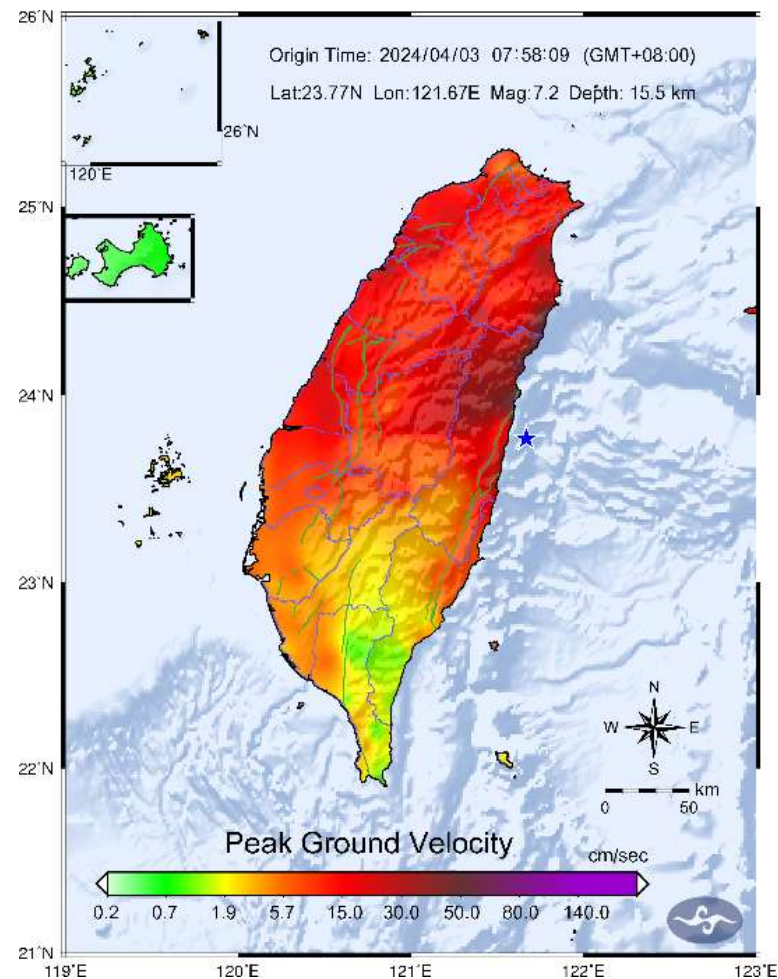 26°N
Origin Time: 2024/04/03 07:58:09 (GMT+08:00)
Lat:23.77N Lon:121.67E Mag:7.2 Depth: 15.5 km
26°N
120°E
25°N
24°N
23°N
N
W E
S
22°N
km
0 50
Peak Ground Velocity
cm/sec
0.2 0.7 1.9 5.7 15.0 30.0 50.0 80.0 140.0
21°N
119°E 120°E 121°E 122°E 123°E